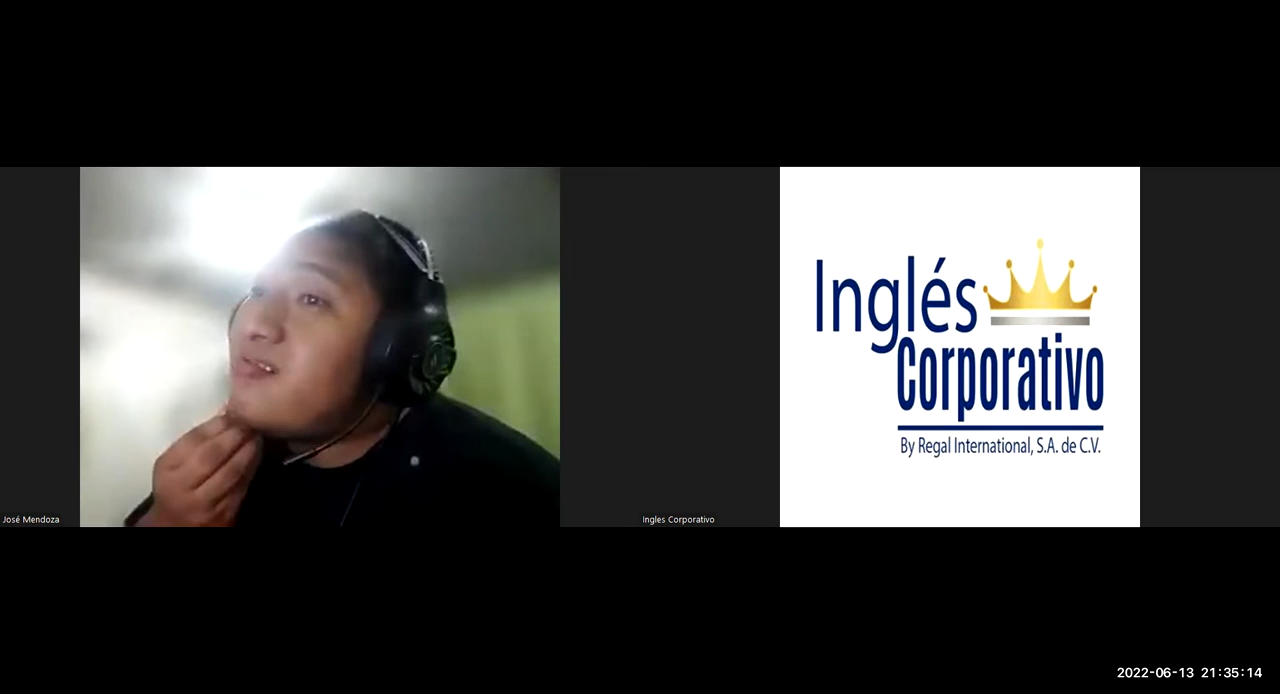 Inglés
Corporativo
By Regal International, S.A. de C.V.
José Mendoza
Ingles Corporativo
2022-06-13 21:35:14